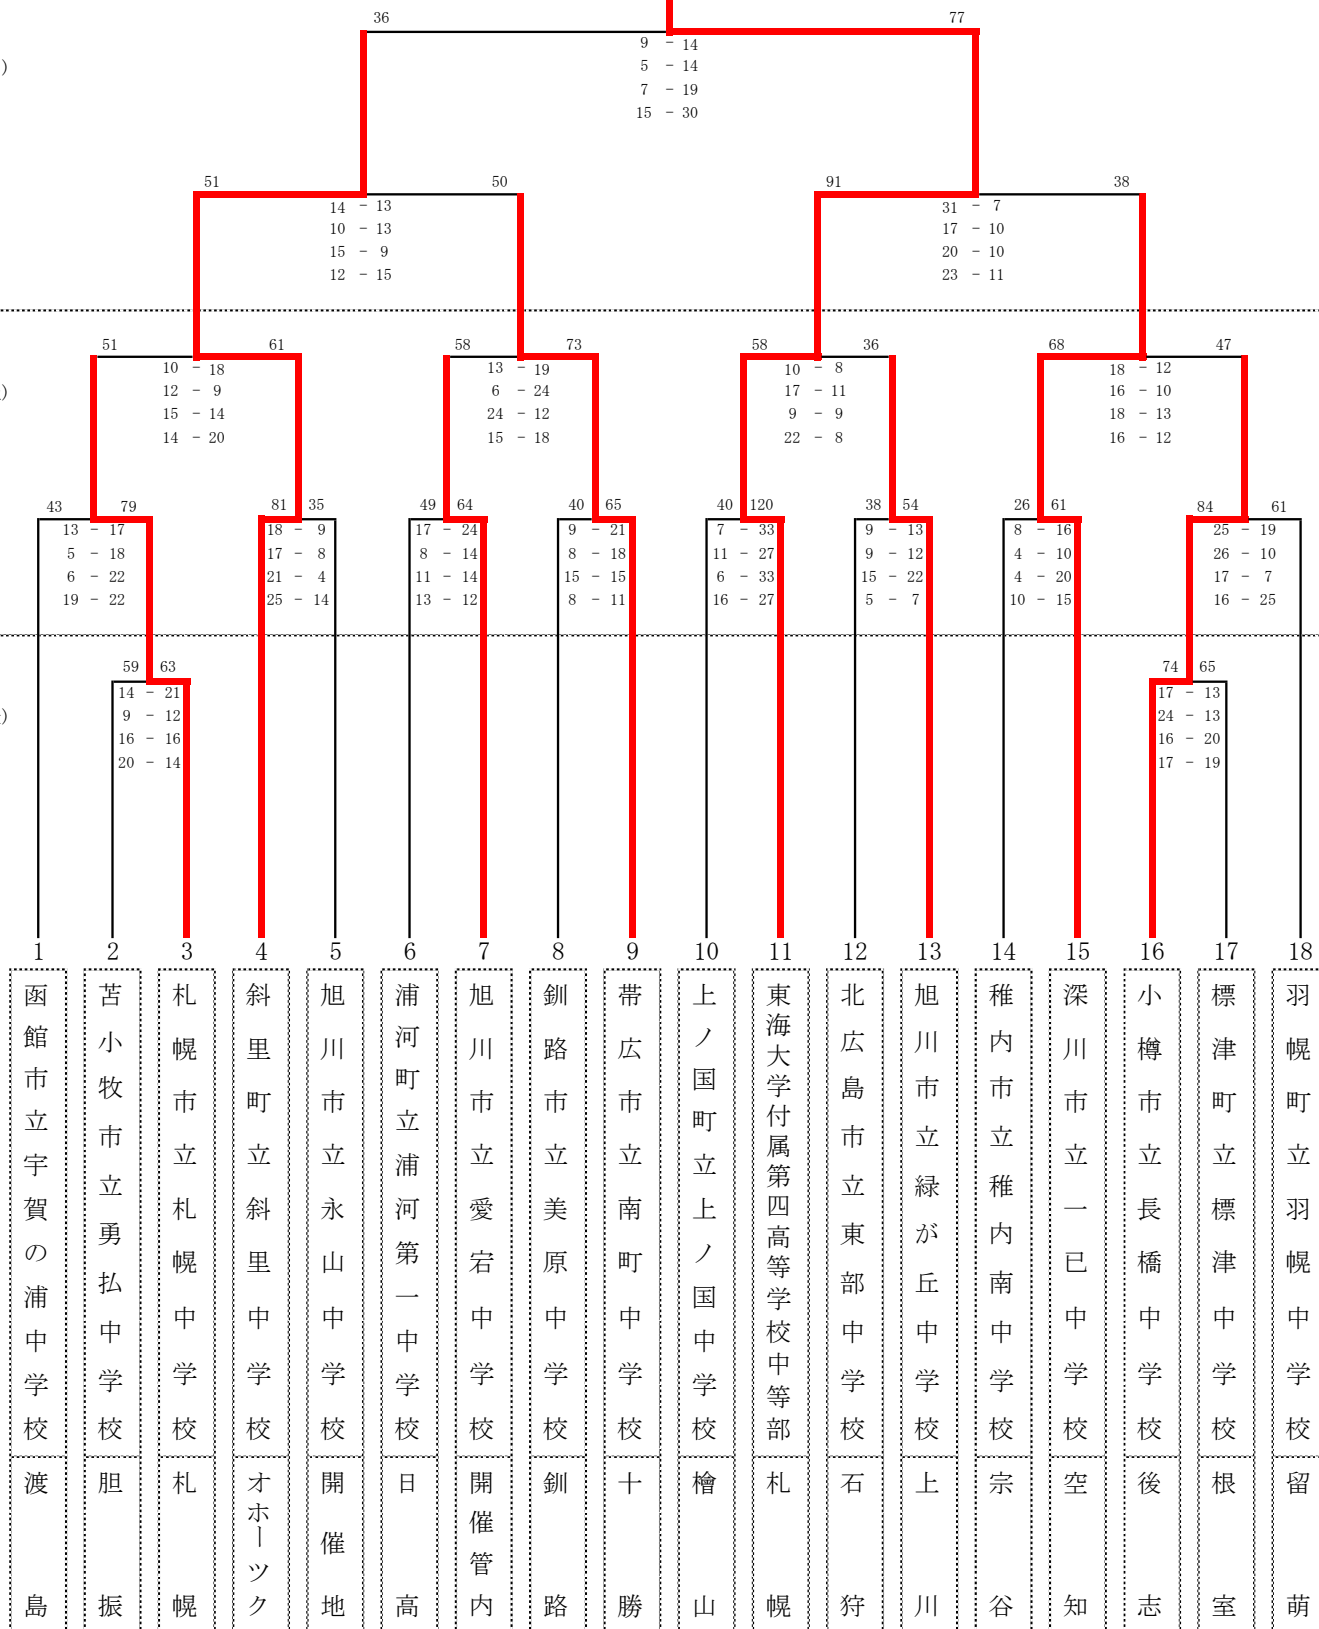 36 77
9 － 14
5 － 14
)
7 － 19
15 － 30
51 50 91 38
14 － 13 31 － 7
10 － 13 17 － 10
15 － 9 20 － 10
12 － 15 23 － 11
51 61 58 73 58 36 68 47
10 － 18 13 － 19 10 － 8 18 － 12
12 － 9 6 － 24 17 － 11 16 － 10
)
15 － 14 24 － 12 9 － 9 18 － 13
14 － 20 15 － 18 22 － 8 16 － 12
43 79 81 35 49 64 40 65 40 120 38 54 26 61 84 61
13 － 17 18 － 9 17 － 24 9 － 21 7 － 33 9 － 13 8 － 16 25 － 19
5 － 18 17 － 8 8 － 14 8 － 18 11 － 27 9 － 12 4 － 10 26 － 10
6 － 22 21 － 4 11 － 14 15 － 15 6 － 33 15 － 22 4 － 20 17 － 7
19 － 22 25 － 14 13 － 12 8 － 11 16 － 27 5 － 7 10 － 15 16 － 25
59 63 74 65
14 － 21 17 － 13
9 － 12 24 － 13
)
16 － 16 16 － 20
20 － 14 17 － 19
1 2 3 4 5 6 7 8 9 10 11 12 13 14 15 16 17 18
函館市立宇賀の浦中学校
渡島
苫小牧市立勇払中学校
胆振
札幌市立札幌中学校
札幌
斜里町立斜里中学校
オホーツク
旭川市立永山中学校
開催地
浦河町立浦河第一中学校
日高
旭川市立愛宕中学校
開催管内
釧路市立美原中学校
釧路
帯広市立南町中学校
十勝
上ノ国町立上ノ国中学校
檜山
東海大学付属第四高等学校中等部
札幌
北広島市立東部中学校
石狩
旭川市立緑が丘中学校
上川
稚内市立稚内南中学校
宗谷
深川市立一已中学校
空知
小樽市立長橋中学校
後志
標津町立標津中学校
根室
羽幌町立羽幌中学校
留萌